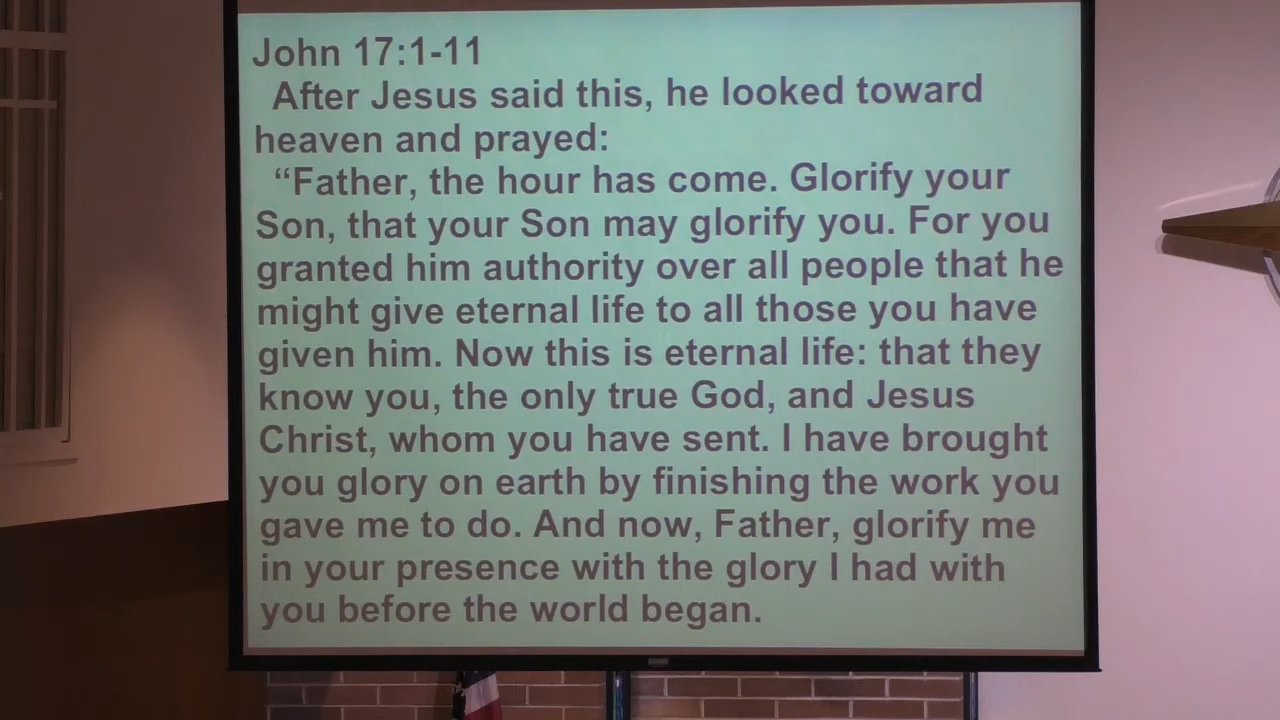 John 17:1-11
After Jesus said this, he looked toward
heaven and prayed:
“Father, the hour has come. Glorify your
Son, that your Son may glorify you. For you
granted him authority over all people that he
might give eternal life to all those you have
given him. Now this is eternal life: that they
know you, the only true God, and Jesus
Christ, whom you have sent. I have brought
you glory on earth by finishing the work you
gave me to do. And now, Father, glorify me
in your presence with the glory I had with
you before the world began.